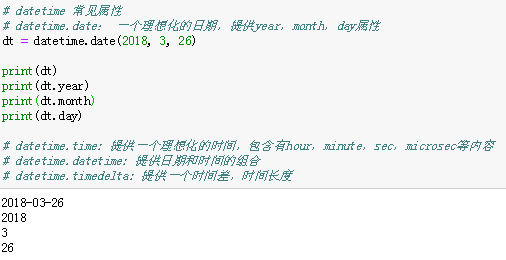 # datetime 常见属性
# datetime.date： 一个理想化的日期，提供year，month，day属性
dt = datetime.date(2018, 3, 26)
print(dt)
print(dt.year)
print(dt.month)
print(dt.day)
# datetime.time: 提供一个理想化的时间，包含有hour，minute，sec，microsec等内容
# datetime.datetime: 提供日期和时间的组合
# datetime.timedelta: 提供一个时间差，时间长度
2018-03-26
2018
3
26